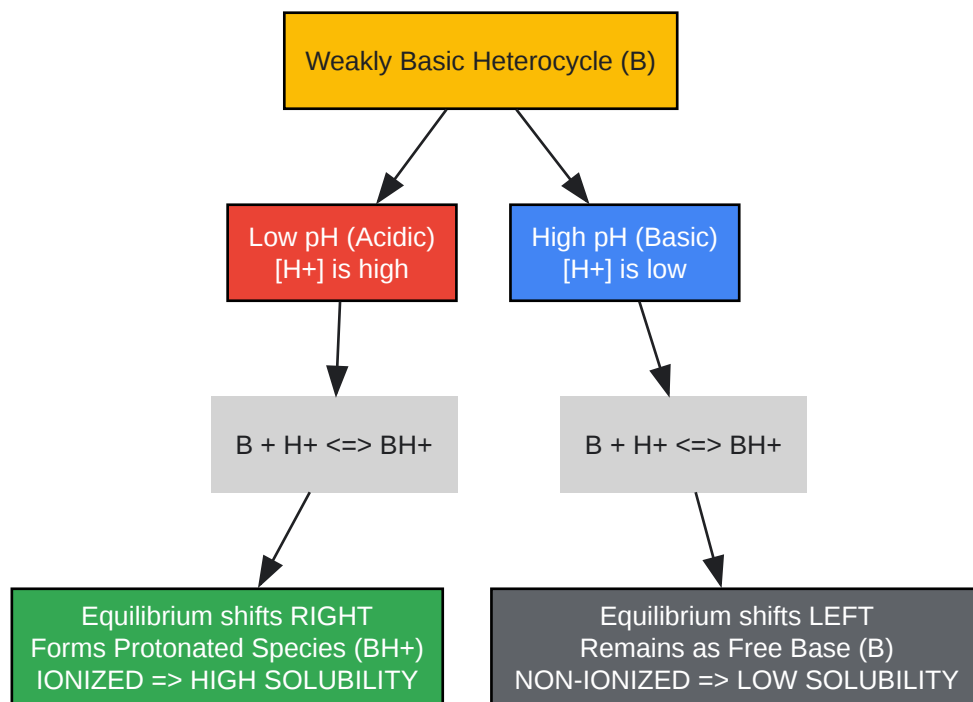 Weakly Basic Heterocycle (B)
Low pH (Acidic)
[H+] is high
High pH (Basic)
[H+] is low
B + H+ <=> BH+
B + H+ <=> BH+
Equilibrium shifts RIGHT
Forms Protonated Species (BH+)
IONIZED => HIGH SOLUBILITY
Equilibrium shifts LEFT
Remains as Free Base (B)
NON-IONIZED => LOW SOLUBILITY